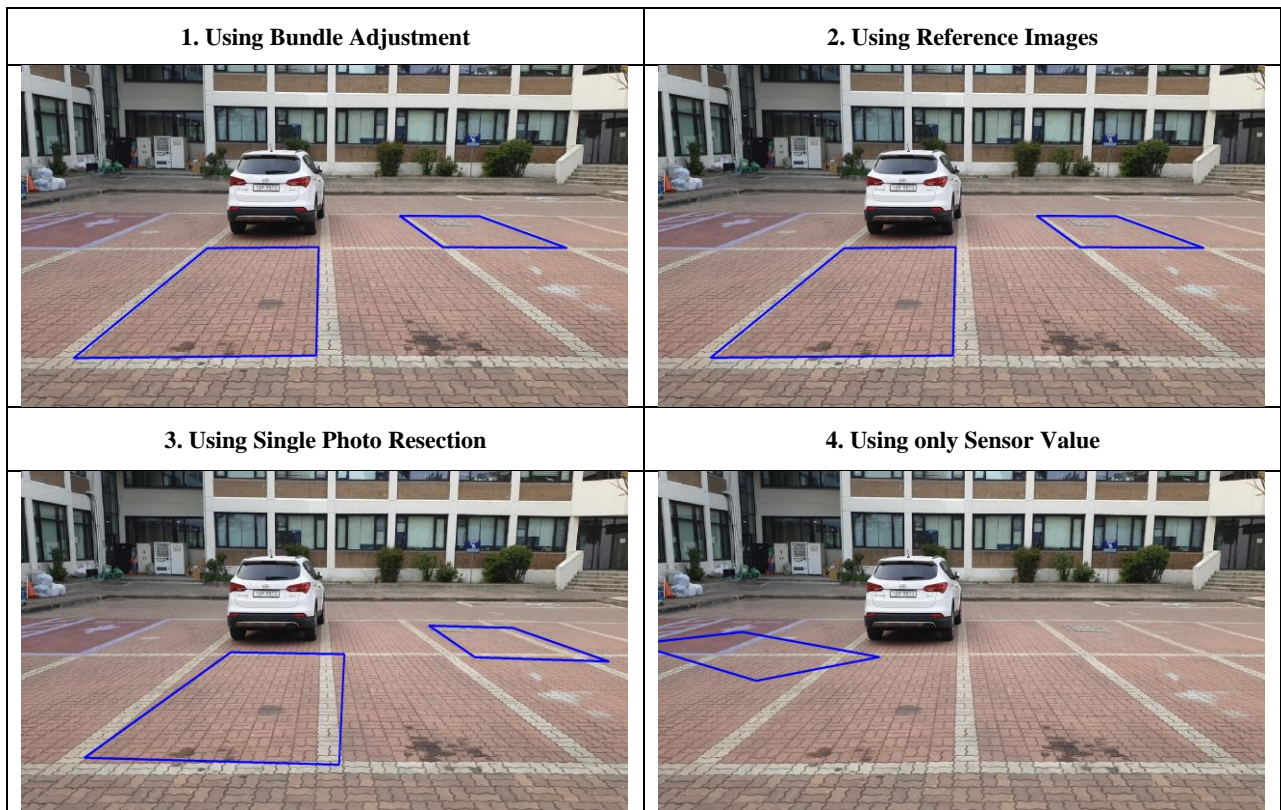 1. Using Bundle Adjustment
2. Using Reference Images
3. Using Single Photo Resection
4. Using only Sensor Value